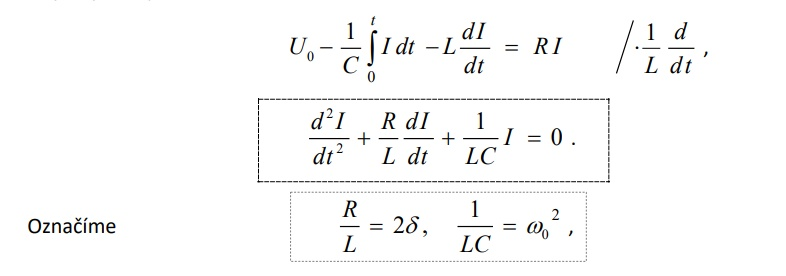 U₀ − 1/C ∫₀ᵗ I dt − L dI/dt = R I /· 1/L d/dt ,
d²I/dt² + R/L dI/dt + 1/LC I = 0 .
Označíme R/L = 2δ, 1/LC = ω₀² ,